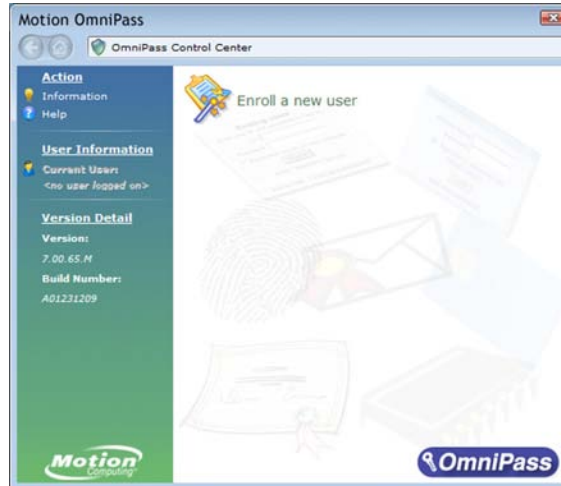 Motion OmniPass
OmniPass Control Center
Action
Information
Help
User Information
Current User:
<no user logged on>
Version Detail
Version:
7.00.65.M
Build Number:
A01231209
Enroll a new user
Motion
Computing
OmniPass